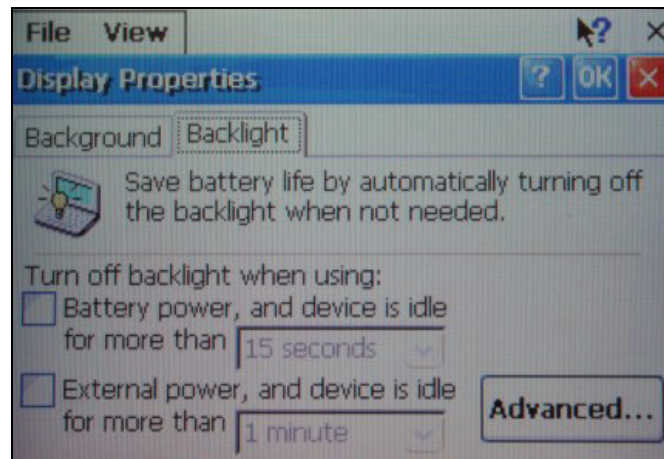 File View ?
Display Properties ? OK
Background Backlight
Save battery life by automatically turning off
the backlight when not needed.
Turn off backlight when using:
Battery power, and device is idle
for more than 15 seconds
External power, and device is idle
for more than 1 minute
Advanced...